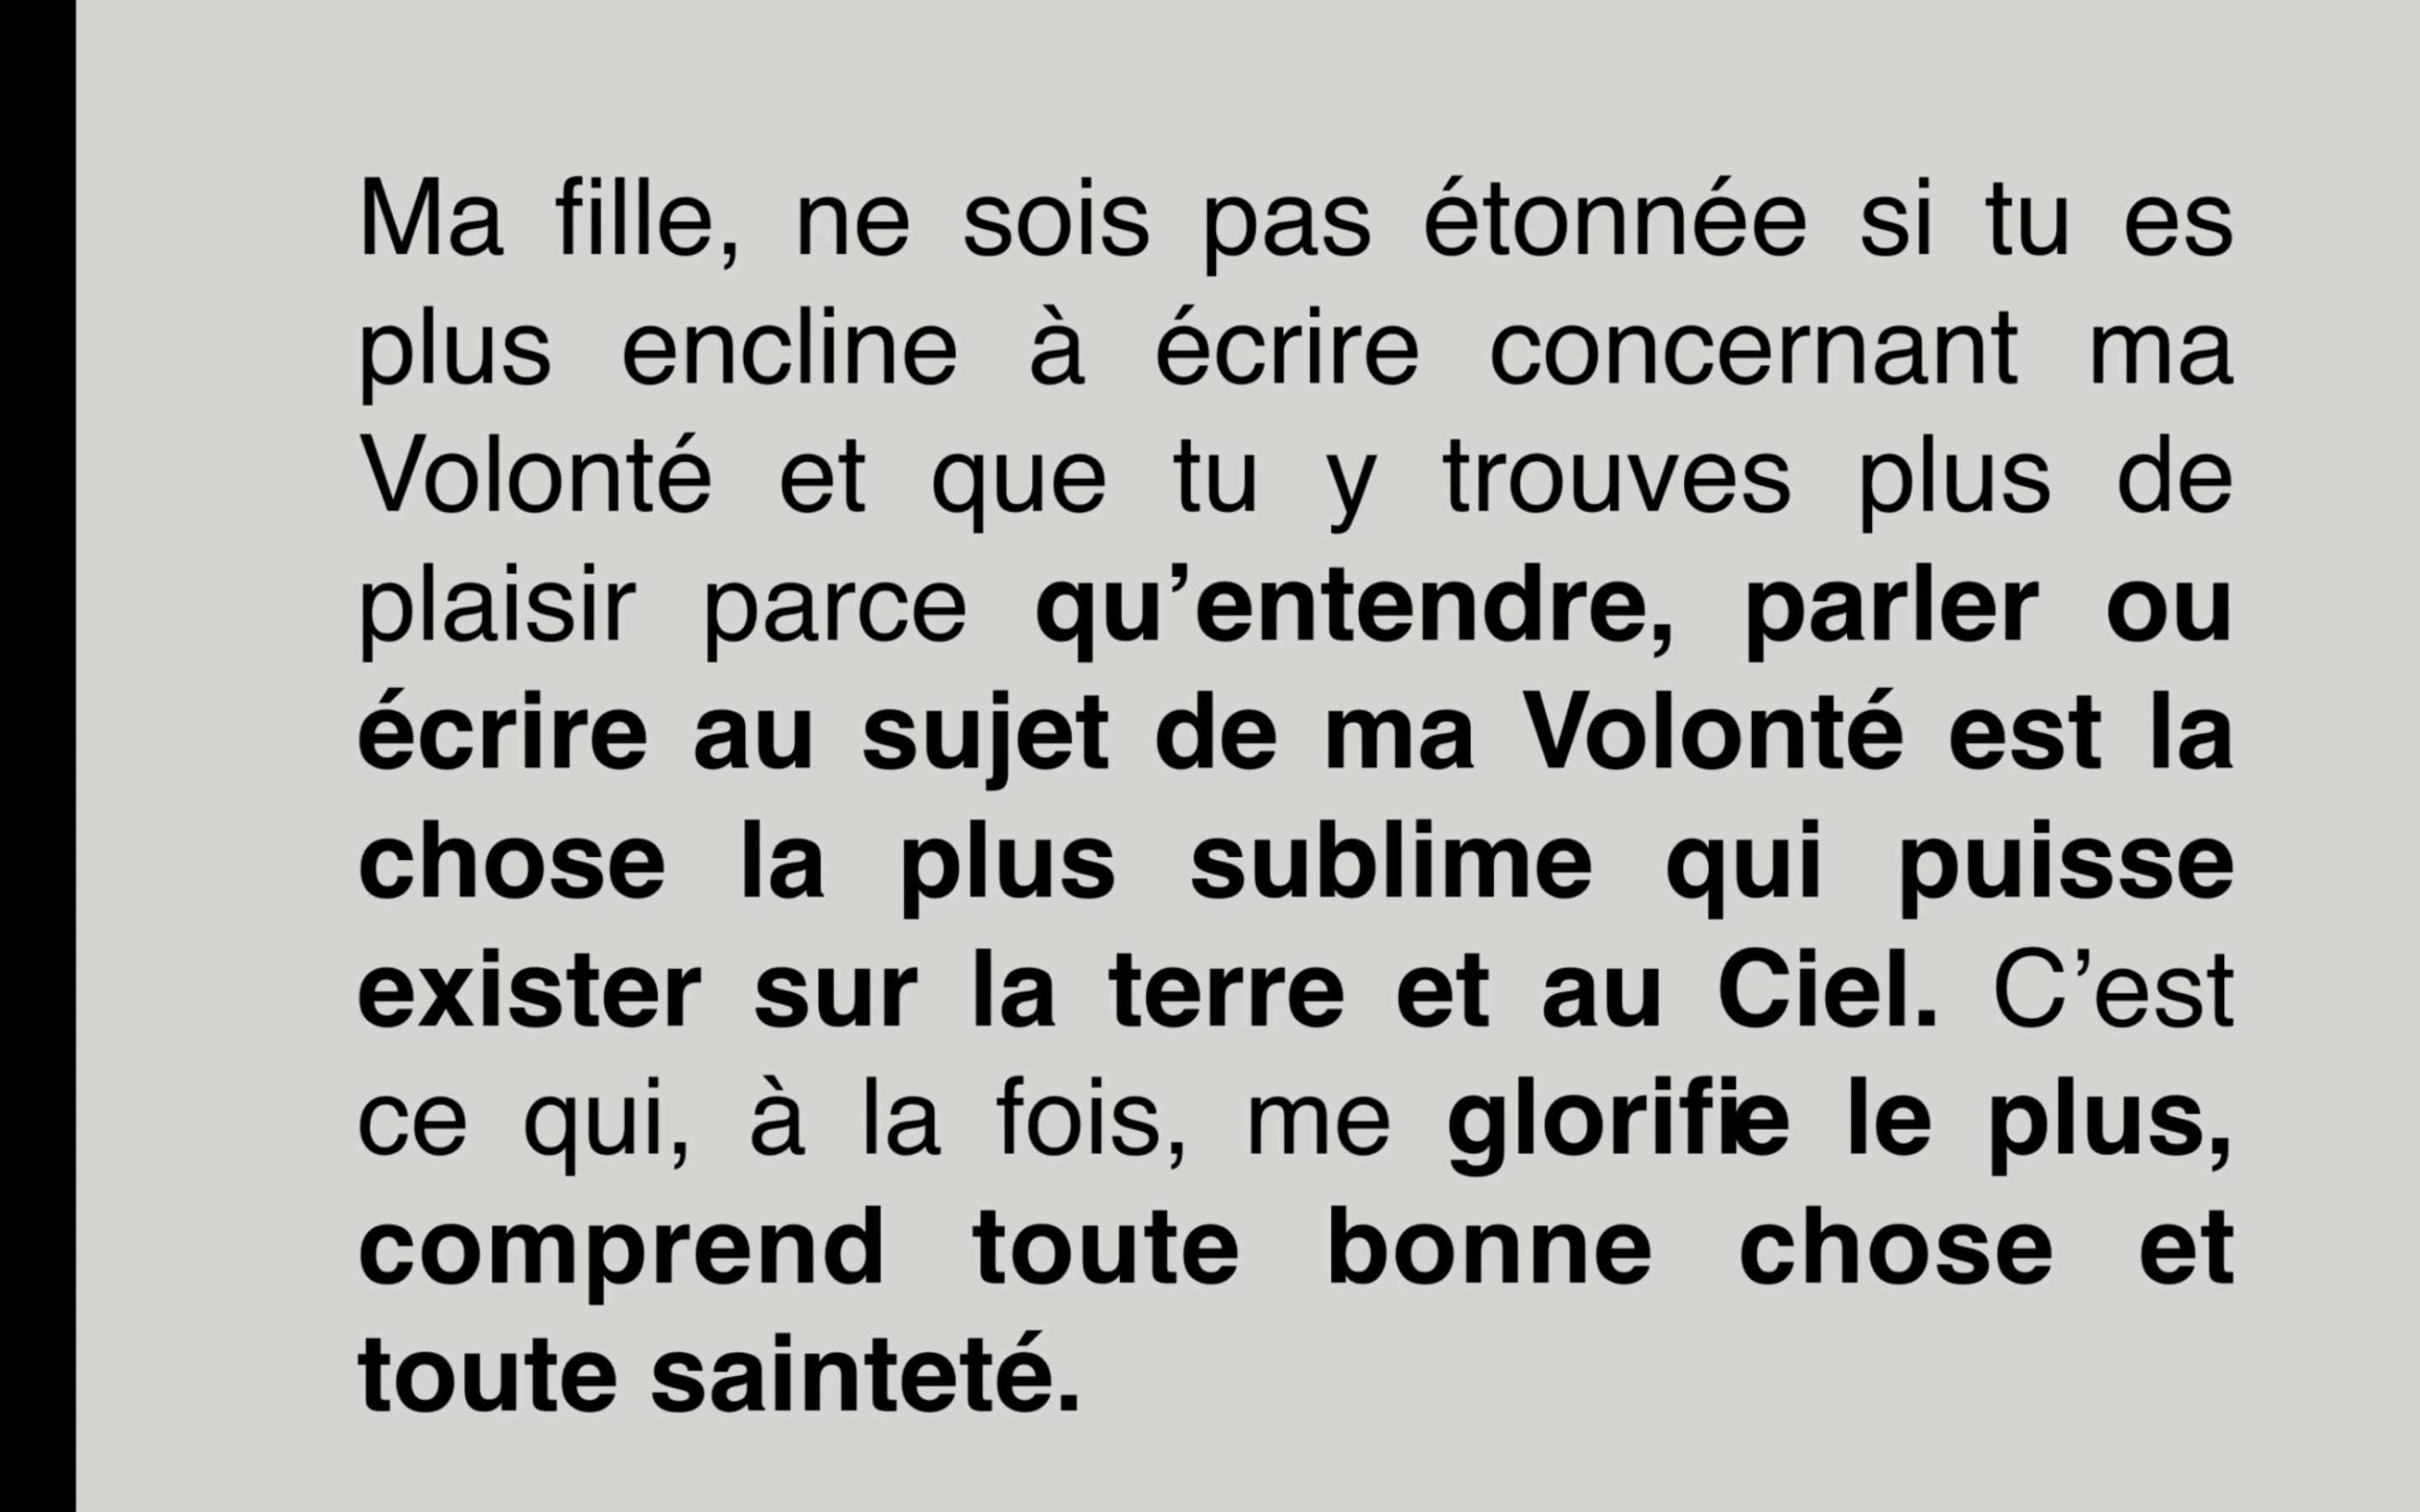 Ma fille, ne sois pas étonnée si tu es
plus encline à écrire concernant ma
Volonté et que tu y trouves plus de
plaisir parce qu’entendre, parler ou
écrire au sujet de ma Volonté est la
chose la plus sublime qui puisse
exister sur la terre et au Ciel. C’est
ce qui, à la fois, me glorifie le plus,
comprend toute bonne chose et
toute sainteté.